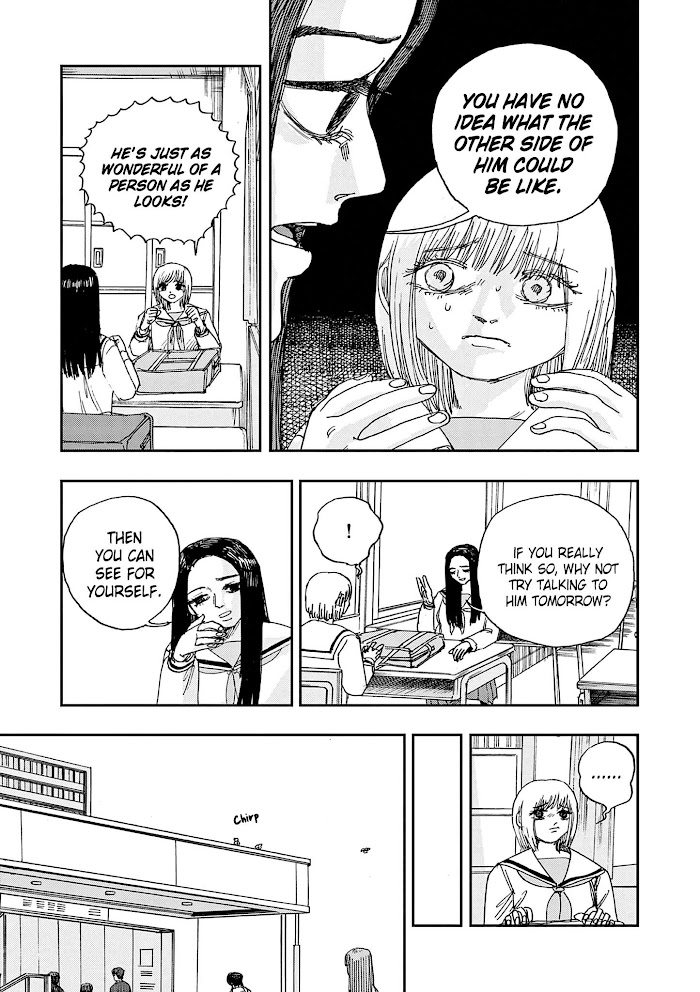 YOU HAVE NO
IDEA WHAT THE
OTHER SIDE OF
HIM COULD
BE LIKE.
HE'S JUST AS
WONDERFUL OF A
PERSON AS HE
LOOKS!
IF YOU REALLY
THINK SO, WHY NOT
TRY TALKING TO
HIM TOMORROW?
!
THEN
YOU CAN
SEE FOR
YOURSELF.
......
Chirp